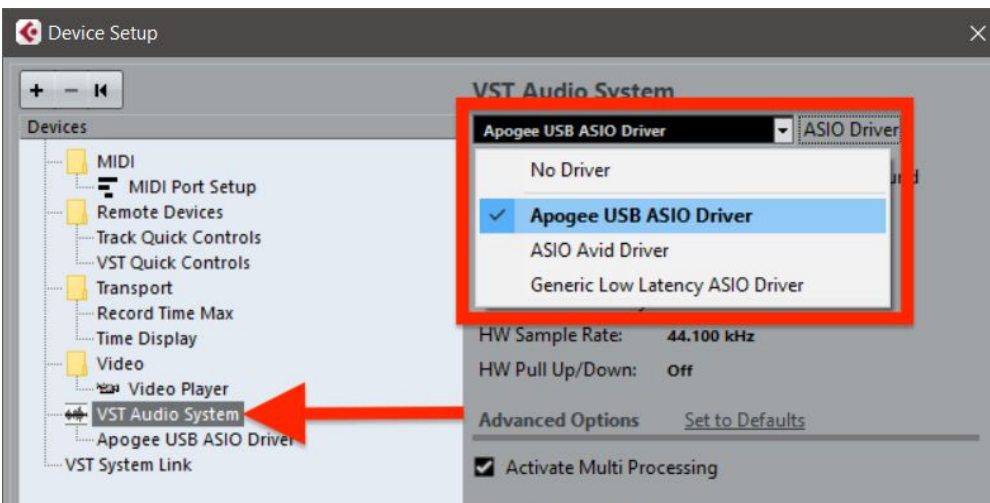 Device Setup
Devices
MIDI
MIDI Port Setup
Remote Devices
Track Quick Controls
VST Quick Controls
Transport
Record Time Max
Time Display
Video
Video Player
VST Audio System
Apogee USB ASIO Driver
VST System Link
VST Audio System
Apogee USB ASIO Driver
ASIO Driver
No Driver
Apogee USB ASIO Driver
ASIO Avid Driver
Generic Low Latency ASIO Driver
HW Sample Rate: 44.100 kHz
HW Pull Up/Down: Off
Advanced Options Set to Defaults
Activate Multi Processing